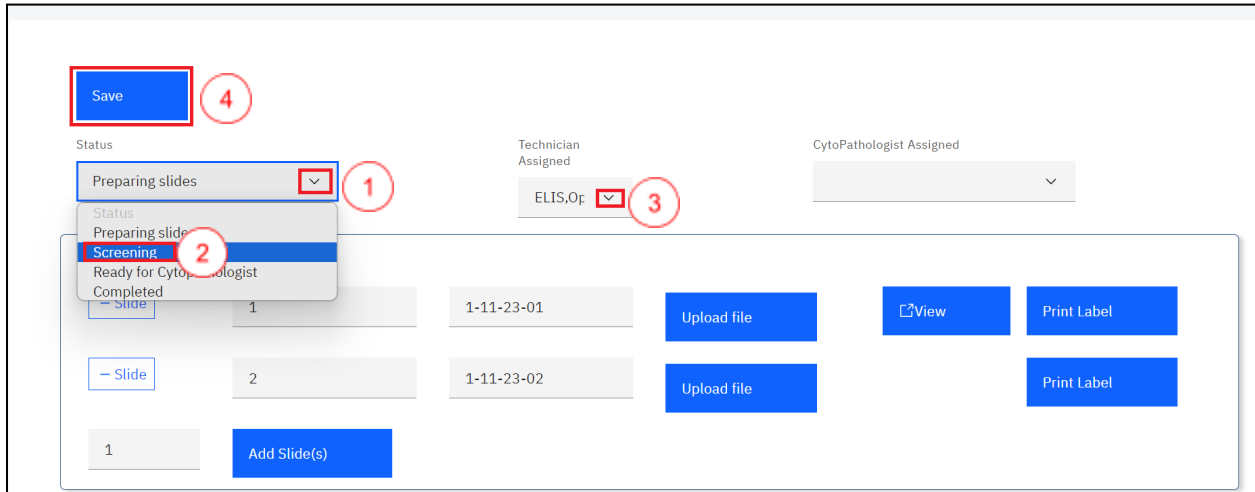 Save
4
Status
Technician
Assigned
CytoPathologist Assigned
Preparing slides
1
ELIS,Op
3
Status
Preparing slide
Screening
2
Ready for Cytopathologist
Completed
− Slide
1
1-11-23-01
Upload file
View
Print Label
− Slide
2
1-11-23-02
Upload file
Print Label
1
Add Slide(s)